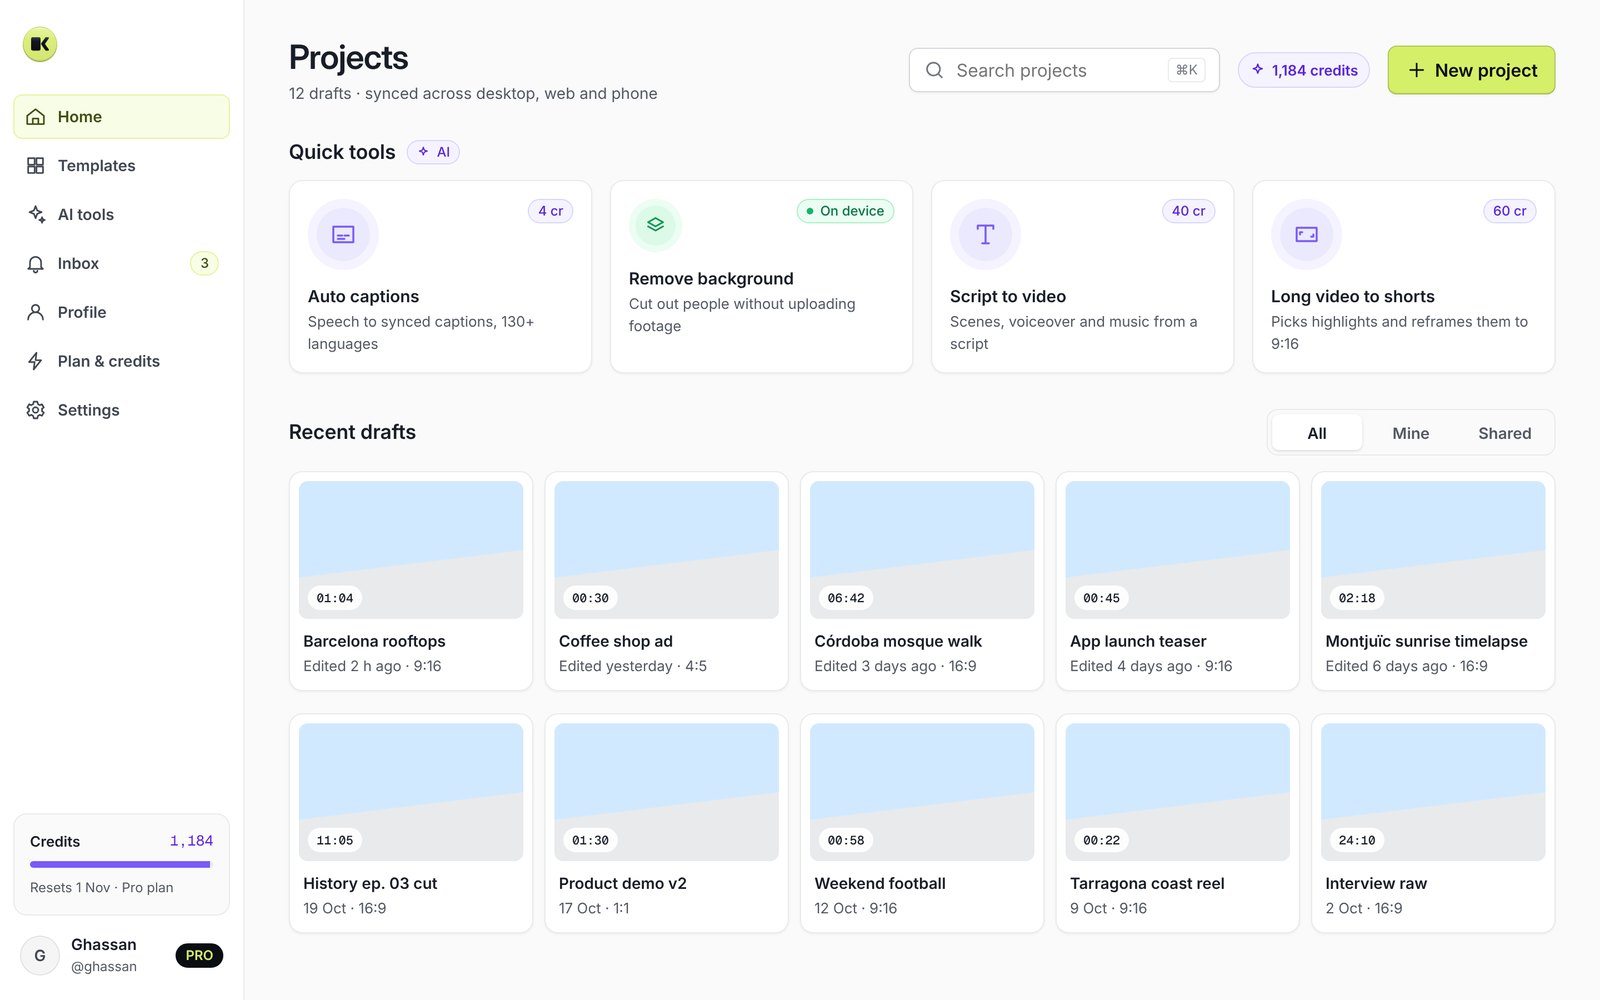 Home
Templates
AI tools
Inbox
3
Profile
Plan & credits
Settings
Credits
1,184
Resets 1 Nov · Pro plan
G
Ghassan
@ghassan
PRO
Projects
12 drafts · synced across desktop, web and phone
Search projects
⌘K
1,184 credits
New project
Quick tools
AI
4 cr
Auto captions
Speech to synced captions, 130+
languages
On device
Remove background
Cut out people without uploading
footage
40 cr
Script to video
Scenes, voiceover and music from a
script
60 cr
Long video to shorts
Picks highlights and reframes them to
9:16
Recent drafts
All
Mine
Shared
01:04
Barcelona rooftops
Edited 2 h ago · 9:16
00:30
Coffee shop ad
Edited yesterday · 4:5
06:42
Córdoba mosque walk
Edited 3 days ago · 16:9
00:45
App launch teaser
Edited 4 days ago · 9:16
02:18
Montjuïc sunrise timelapse
Edited 6 days ago · 16:9
11:05
History ep. 03 cut
19 Oct · 16:9
01:30
Product demo v2
17 Oct · 1:1
00:58
Weekend football
12 Oct · 9:16
00:22
Tarragona coast reel
9 Oct · 9:16
24:10
Interview raw
2 Oct · 16:9